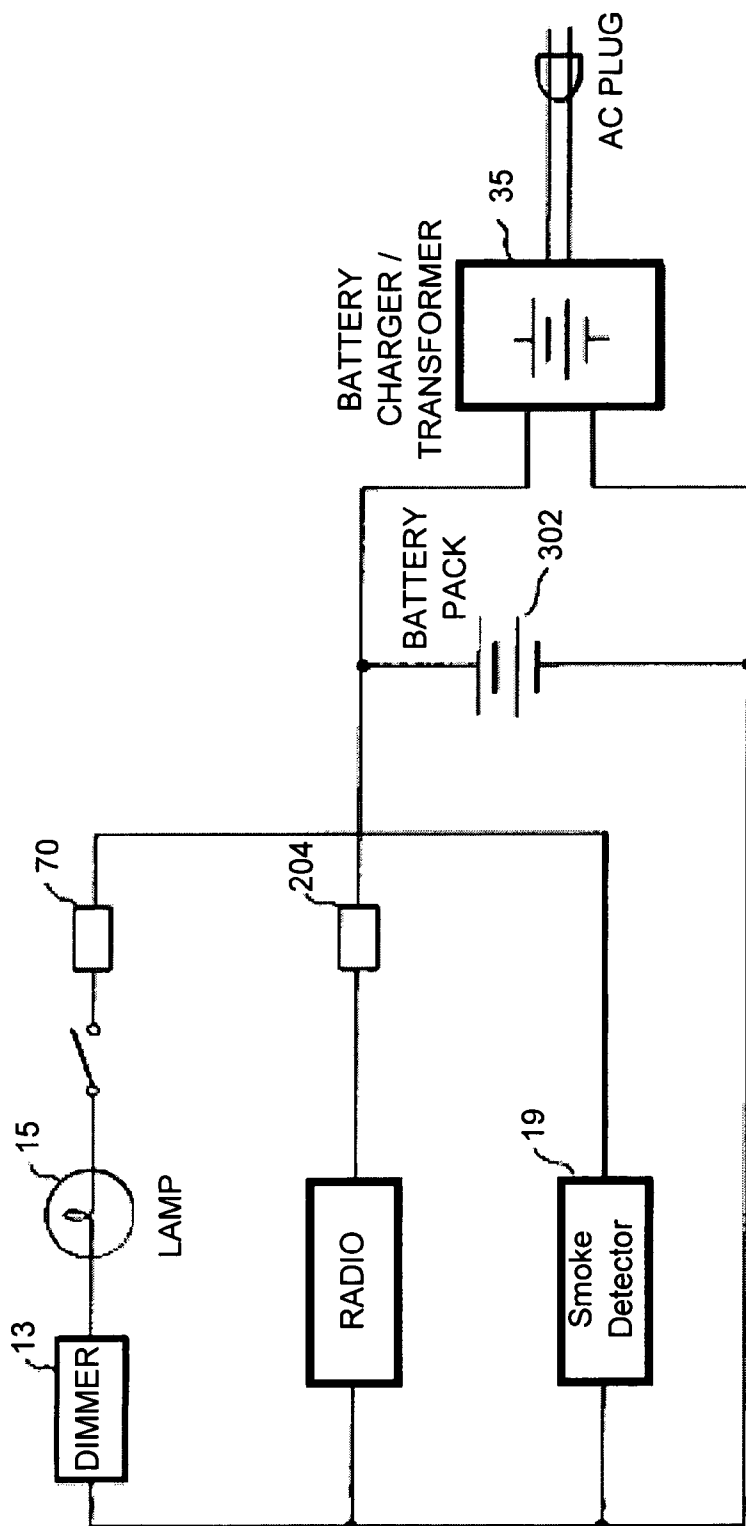 13
DIMMER
15
LAMP
70
RADIO
204
19
Smoke
Detector
BATTERY
PACK
302
BATTERY
CHARGER /
TRANSFORMER
35
AC PLUG